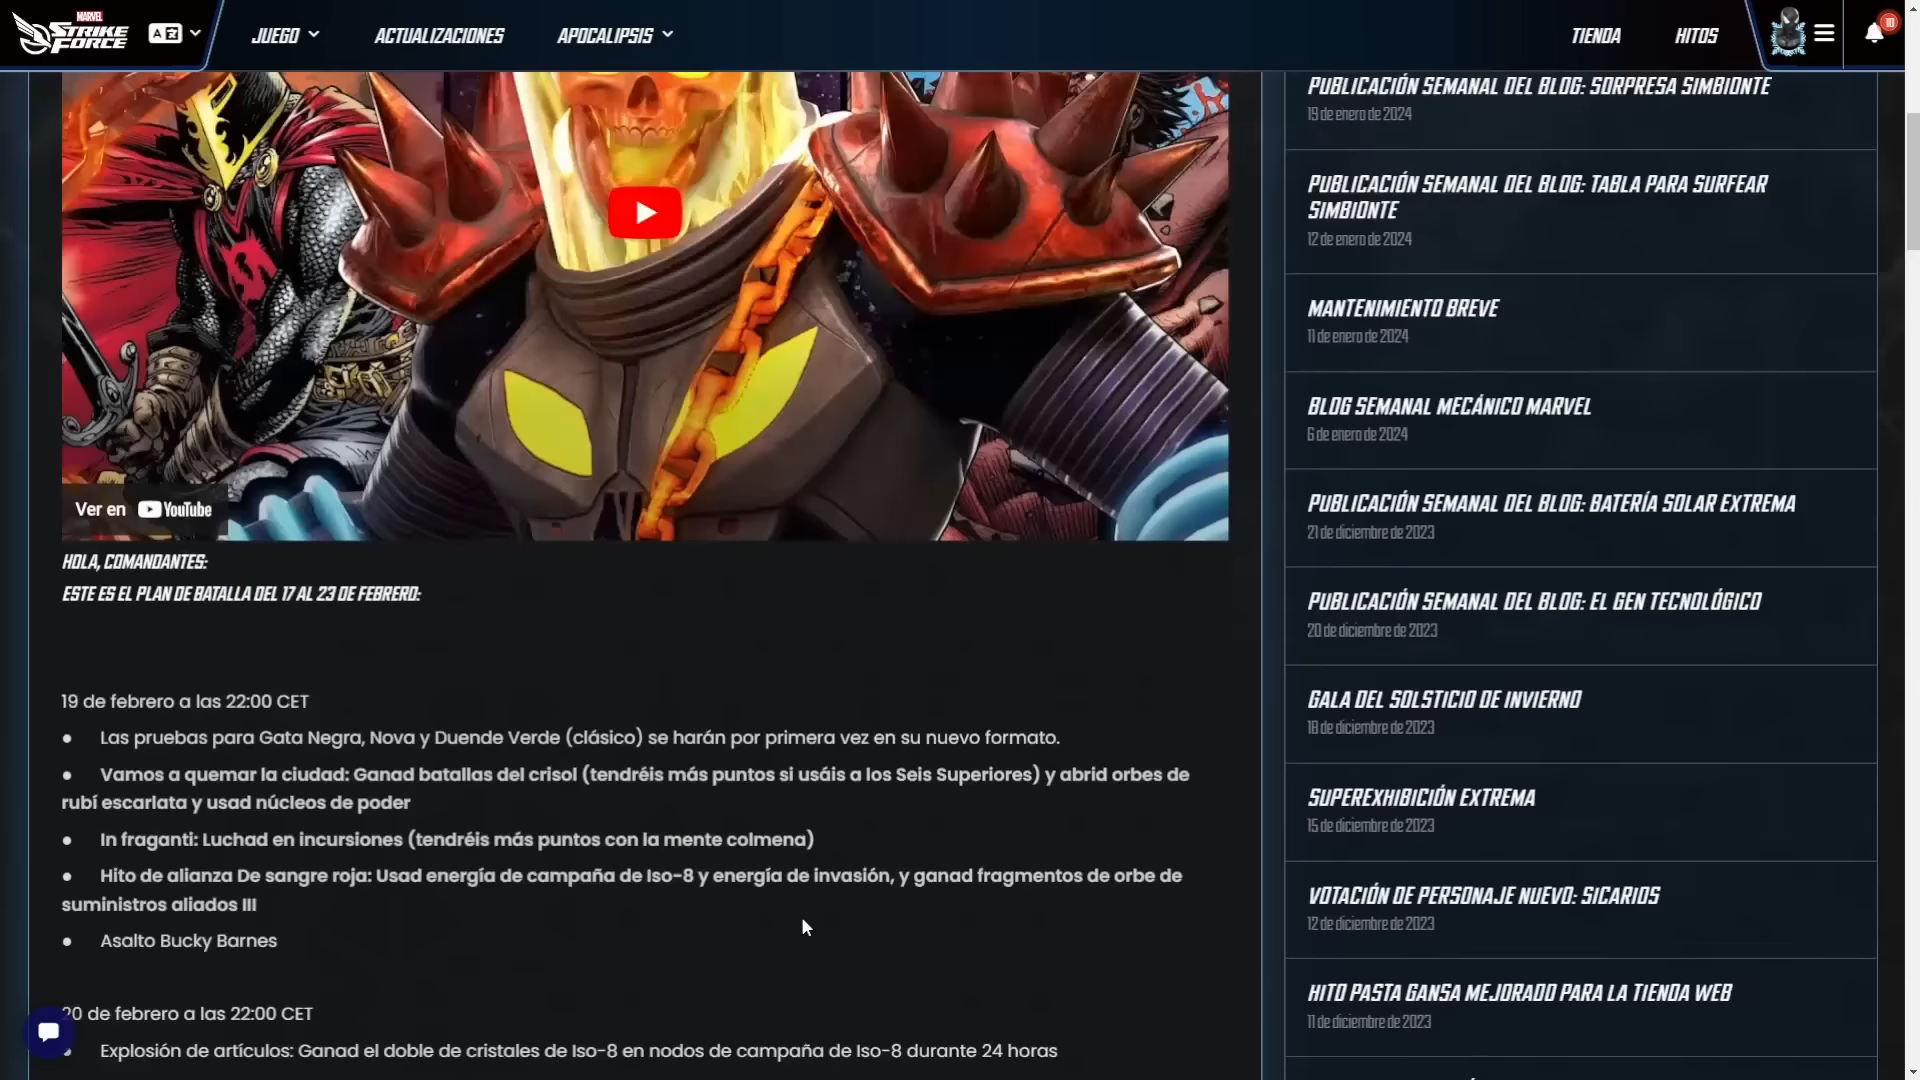 MARVEL
STRIKE
FORCE
JUEGO
ACTUALIZACIONES
APOCALIPSIS
TIENDA
HITOS
10
Ver en YouTube
HOLA, COMANDANTES:
ESTE ES EL PLAN DE BATALLA DEL 17 AL 23 DE FEBRERO:
19 de febrero a las 22:00 CET
● Las pruebas para Gata Negra, Nova y Duende Verde (clásico) se harán por primera vez en su nuevo formato.
● Vamos a quemar la ciudad: Ganad batallas del crisol (tendréis más puntos si usáis a los Seis Superiores) y abrid orbes de
rubí escarlata y usad núcleos de poder
● In fraganti: Luchad en incursiones (tendréis más puntos con la mente colmena)
● Hito de alianza De sangre roja: Usad energía de campaña de Iso-8 y energía de invasión, y ganad fragmentos de orbe de
suministros aliados III
● Asalto Bucky Barnes
20 de febrero a las 22:00 CET
● Explosión de artículos: Ganad el doble de cristales de Iso-8 en nodos de campaña de Iso-8 durante 24 horas
PUBLICACIÓN SEMANAL DEL BLOG: SORPRESA SIMBIONTE
19 de enero de 2024
PUBLICACIÓN SEMANAL DEL BLOG: TABLA PARA SURFEAR
SIMBIONTE
12 de enero de 2024
MANTENIMIENTO BREVE
11 de enero de 2024
BLOG SEMANAL MECÁNICO MARVEL
6 de enero de 2024
PUBLICACIÓN SEMANAL DEL BLOG: BATERÍA SOLAR EXTREMA
21 de diciembre de 2023
PUBLICACIÓN SEMANAL DEL BLOG: EL GEN TECNOLÓGICO
20 de diciembre de 2023
GALA DEL SOLSTICIO DE INVIERNO
18 de diciembre de 2023
SUPEREXHIBICIÓN EXTREMA
15 de diciembre de 2023
VOTACIÓN DE PERSONAJE NUEVO: SICARIOS
12 de diciembre de 2023
HITO PASTA GANSA MEJORADO PARA LA TIENDA WEB
11 de diciembre de 2023